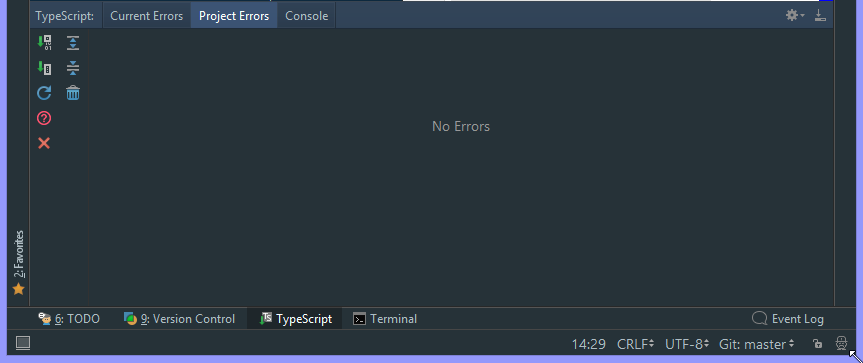 TypeScript: Current Errors Project Errors Console
No Errors
2: Favorites
6: TODO 9: Version Control TypeScript Terminal Event Log
14:29 CRLF UTF-8 Git: master